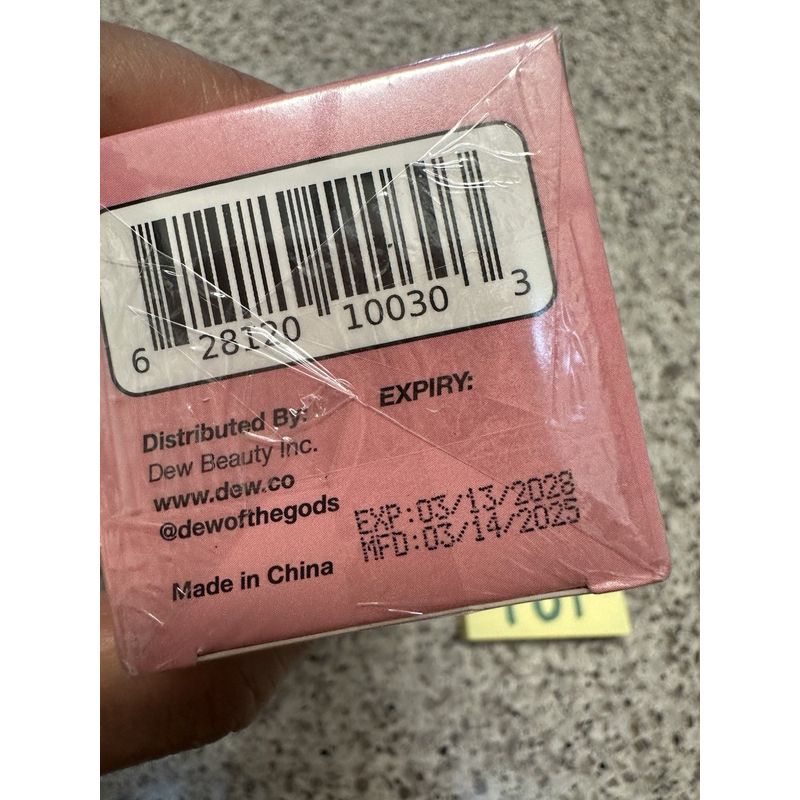 6 28120 10030 3
EXPIRY:
Distributed By:
Dew Beauty Inc.
www.dew.co
@dewofthegods
EXP:03/13/2028
MFD:03/14/2025
Made in China